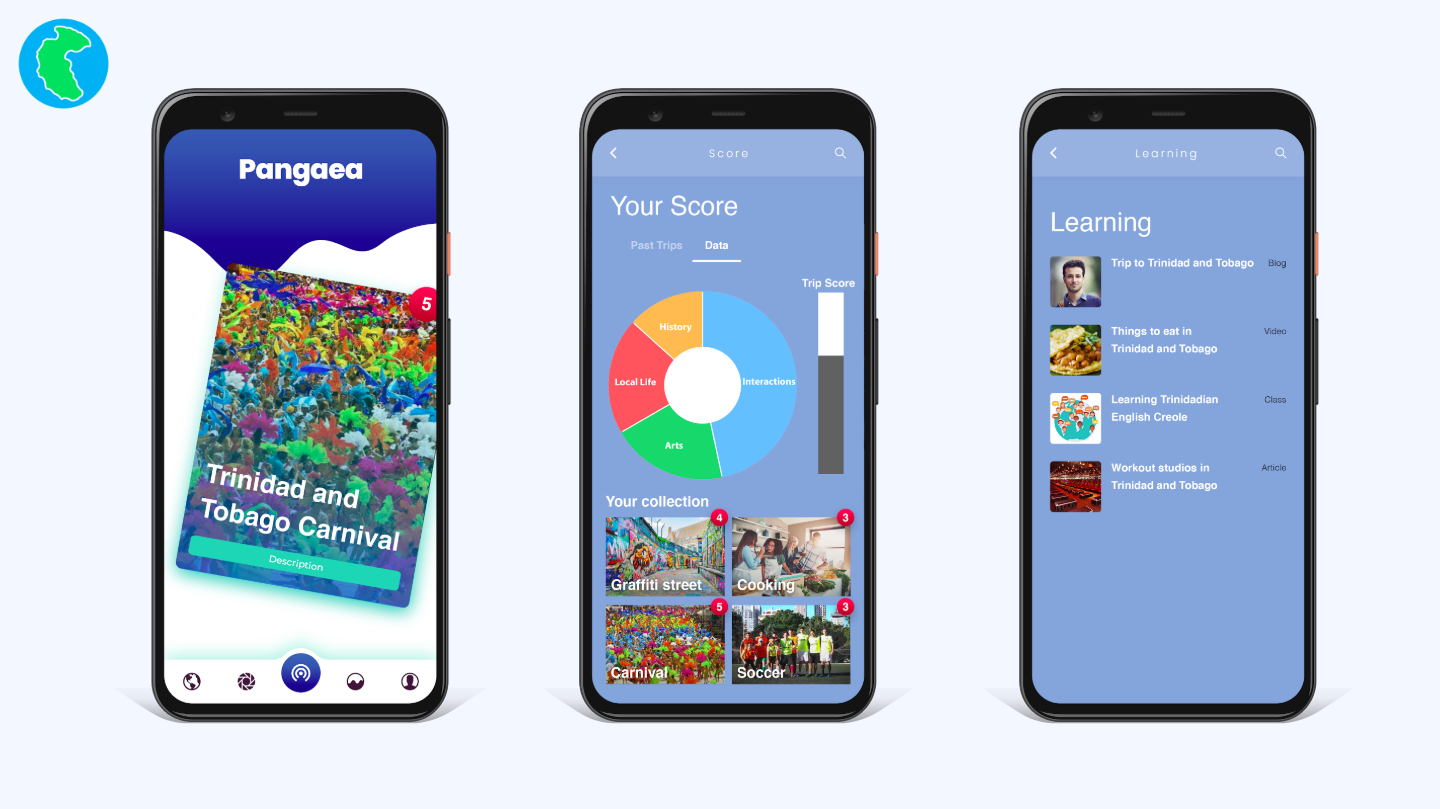 Pangaea
5
Trinidad and
Tobago Carnival
Description
Score
Your Score
Past Trips
Data
Trip Score
History
Interactions
Local Life
Arts
Your collection
4
Graffiti street
3
Cooking
5
Carnival
3
Soccer
Learning
Learning
Trip to Trinidad and Tobago
Blog
Things to eat in
Trinidad and Tobago
Video
Learning Trinidadian
English Creole
Class
Workout studios in
Trinidad and Tobago
Article